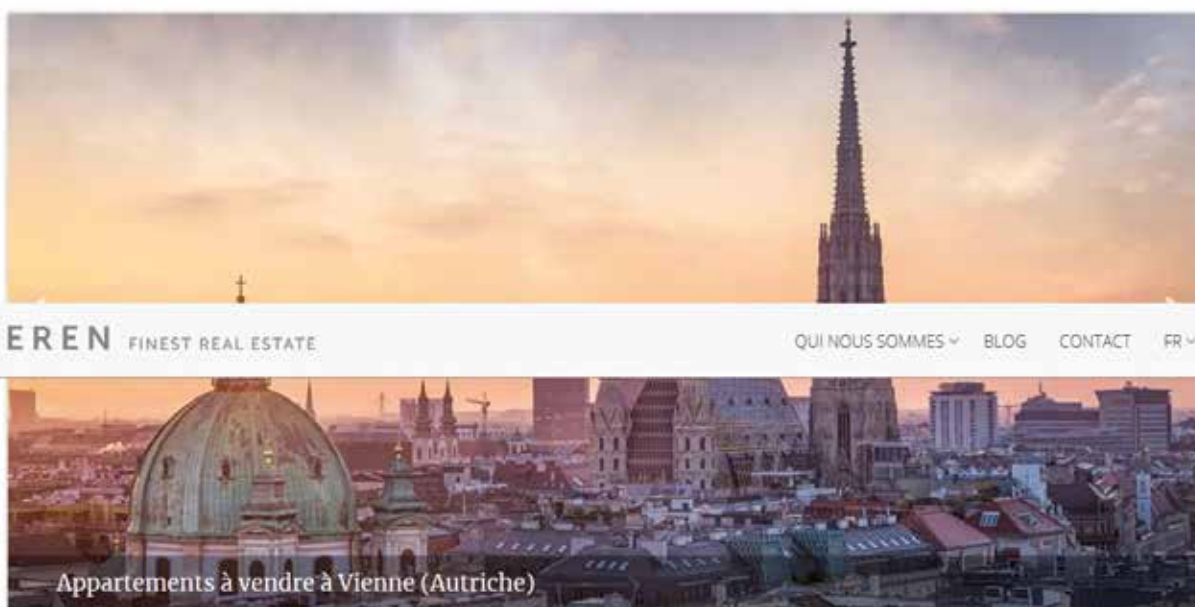 EREN FINEST REAL ESTATE
QUI NOUS SOMMES BLOG CONTACT FR
Appartements à vendre à Vienne (Autriche)